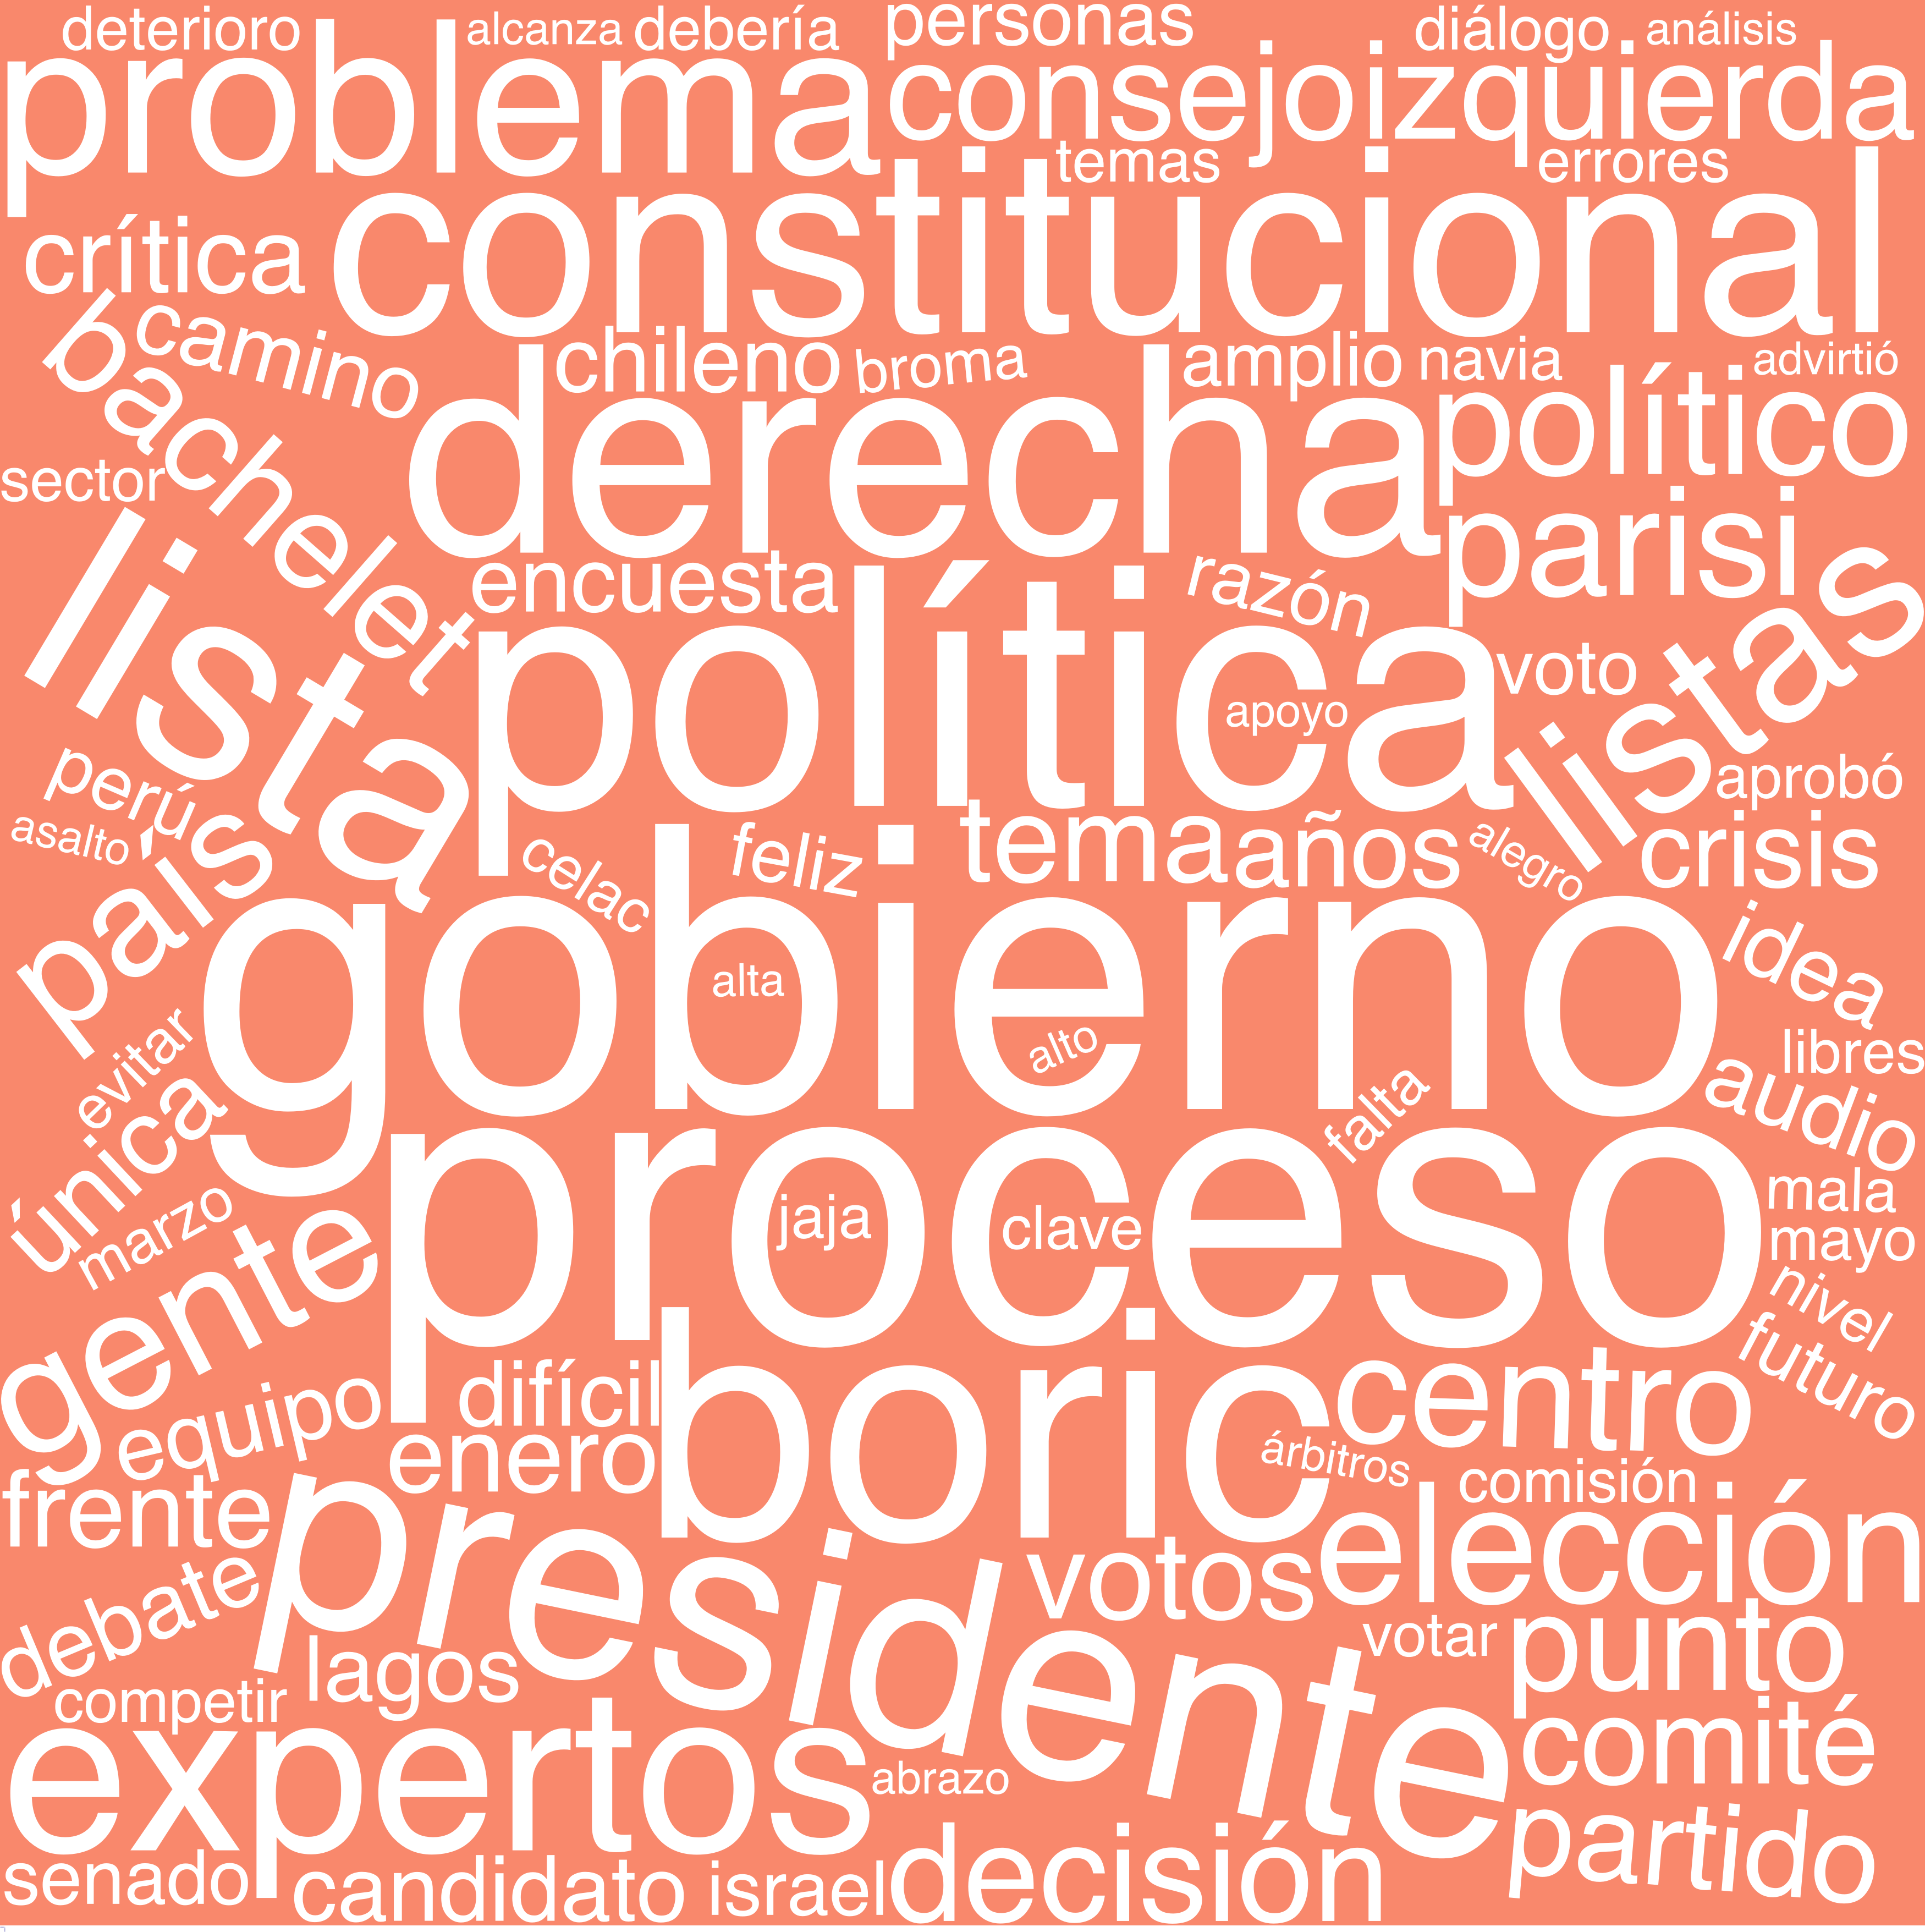 deterioro alcanza debería personas diálogo análisis
problema consejo izquierda
temas errores
crítica constitucional
camino chileno broma amplio navia advirtió
bachelet derecha político
sector parisi
lista encuesta razón listas
política voto
apoyo
perú aprobó
asalto país celac feliz tema años alegro crisis
gobierno idea
alta
evitar alto falta libres
única audio
marzo proceso mala
jaja clave mayo
gente nivel
futuro
equipo difícil boric centro
frente enero árbitros comisión
presidente votos elección
debate lagos votar punto
competir comité
expertos abrazo
senado candidato israel decisión partido